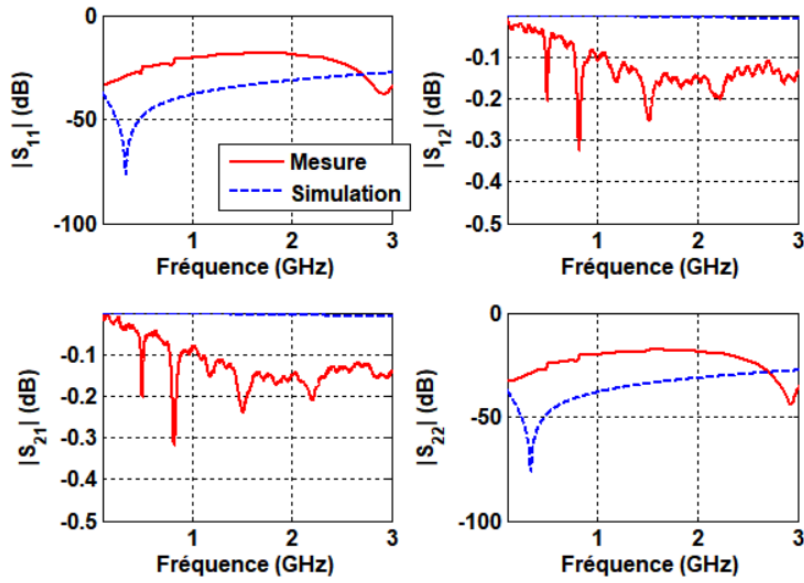 0
-50
-100
|S11| (dB)
1
2
3
Fréquence (GHz)
Mesure
Simulation
-0.1
-0.2
-0.3
-0.4
-0.5
|S12| (dB)
1
2
3
Fréquence (GHz)
-0.1
-0.2
-0.3
-0.4
-0.5
|S21| (dB)
1
2
3
Fréquence (GHz)
0
-50
-100
|S22| (dB)
1
2
3
Fréquence (GHz)